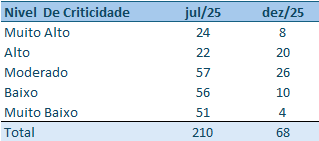 Nivel De Criticidade jul/25 dez/25
Muito Alto 24 8
Alto 22 20
Moderado 57 26
Baixo 56 10
Muito Baixo 51 4
Total 210 68